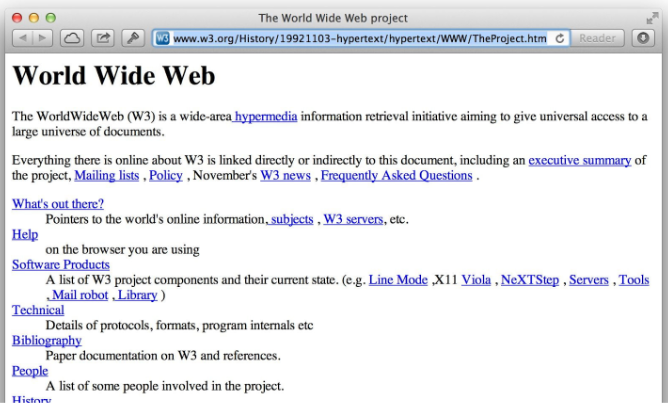 The World Wide Web project
W3 www.w3.org/History/19921103-hypertext/hypertext/WWW/TheProject.htm
Reader
World Wide Web
The WorldWideWeb (W3) is a wide-area hypermedia information retrieval initiative aiming to give universal access to a
large universe of documents.
Everything there is online about W3 is linked directly or indirectly to this document, including an executive summary of
the project, Mailing lists , Policy , November's W3 news , Frequently Asked Questions .
What's out there?
Pointers to the world's online information, subjects , W3 servers, etc.
Help
on the browser you are using
Software Products
A list of W3 project components and their current state. (e.g. Line Mode ,X11 Viola , NeXTStep , Servers , Tools
, Mail robot , Library )
Technical
Details of protocols, formats, program internals etc
Bibliography
Paper documentation on W3 and references.
People
A list of some people involved in the project.
History